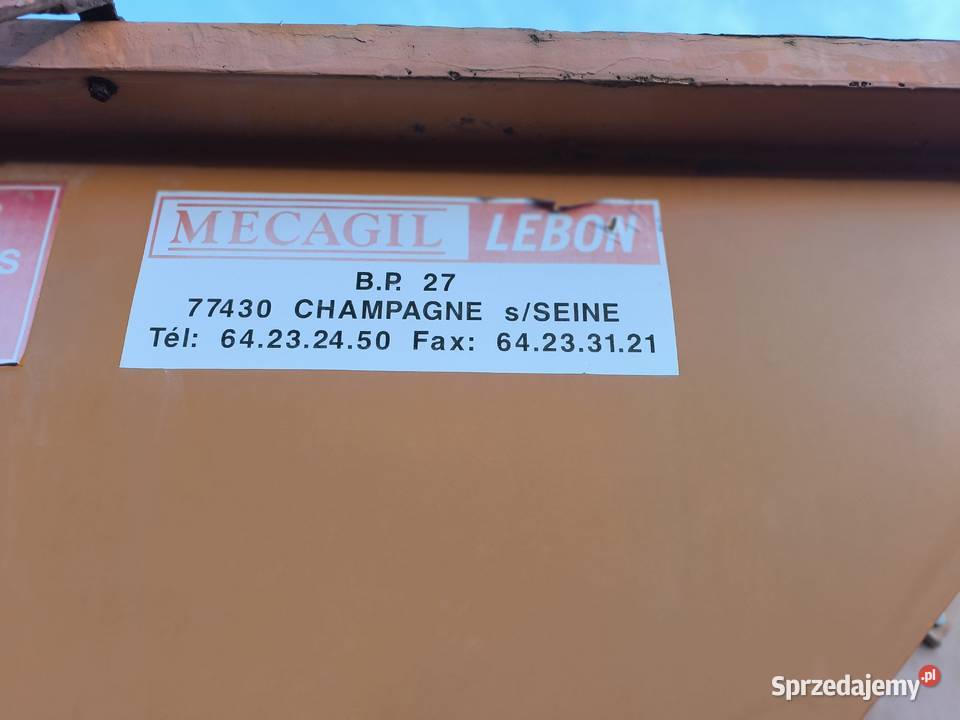 S
MECAGIL LEBON
B.P. 27
77430 CHAMPAGNE s/SEINE
Tél: 64.23.24.50 Fax: 64.23.31.21
Sprzedajemy.pl